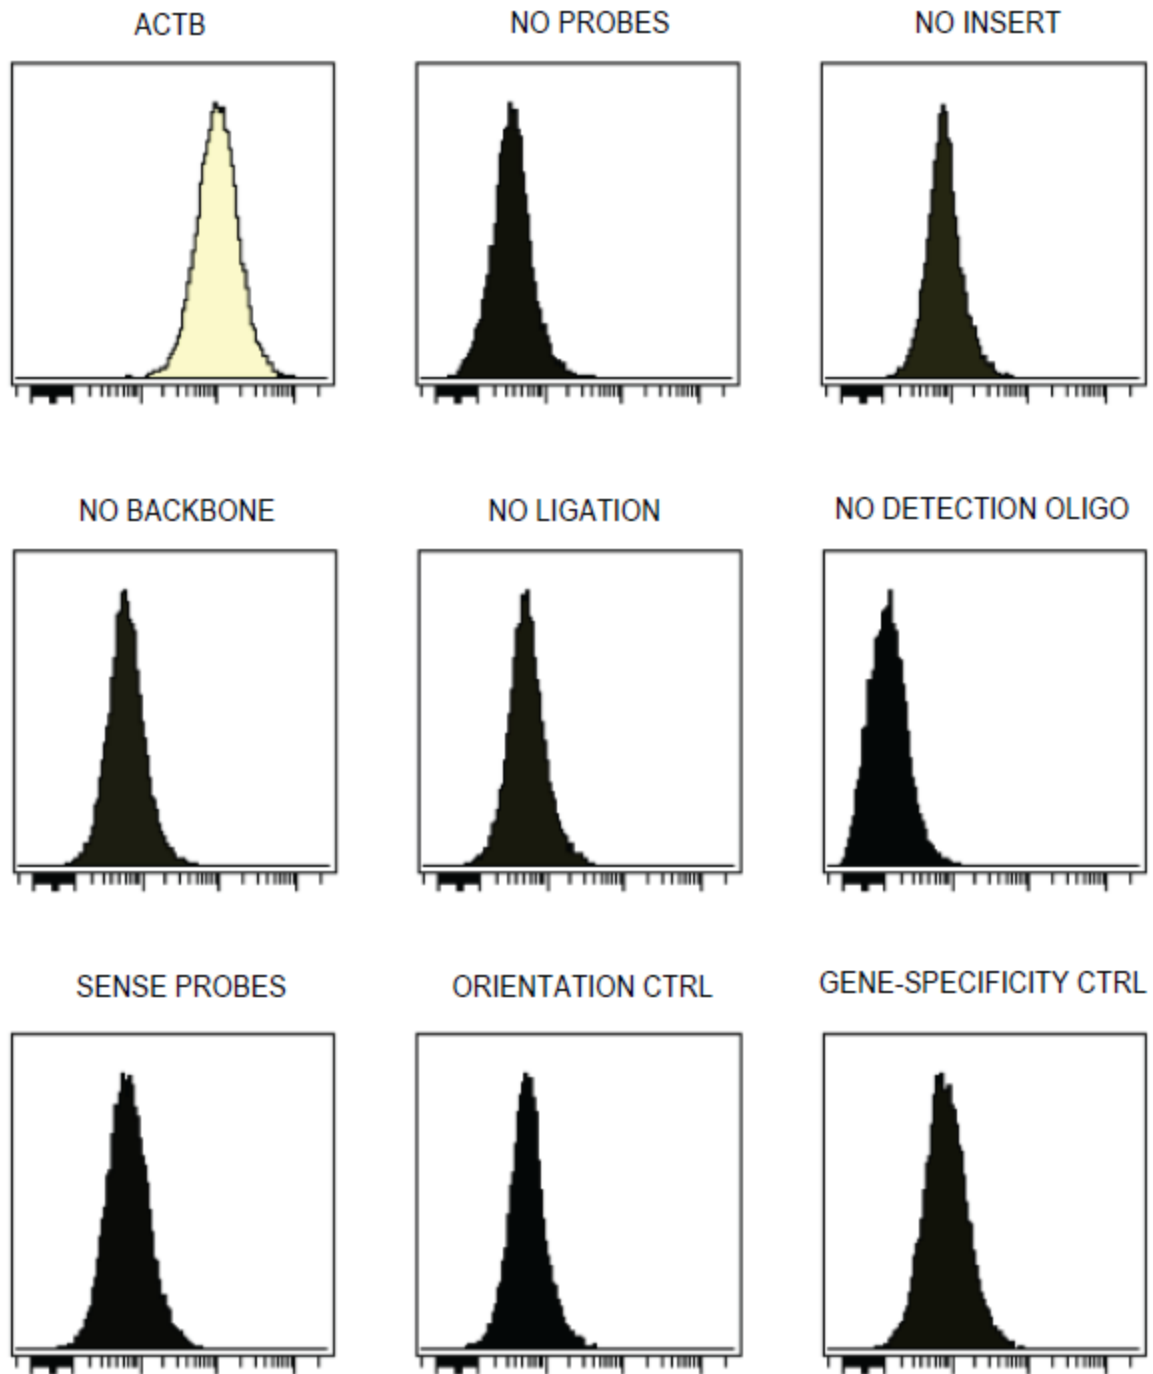 ACTB
NO PROBES
NO INSERT
NO BACKBONE
NO LIGATION
NO DETECTION OLIGO
SENSE PROBES
ORIENTATION CTRL
GENE-SPECIFICITY CTRL